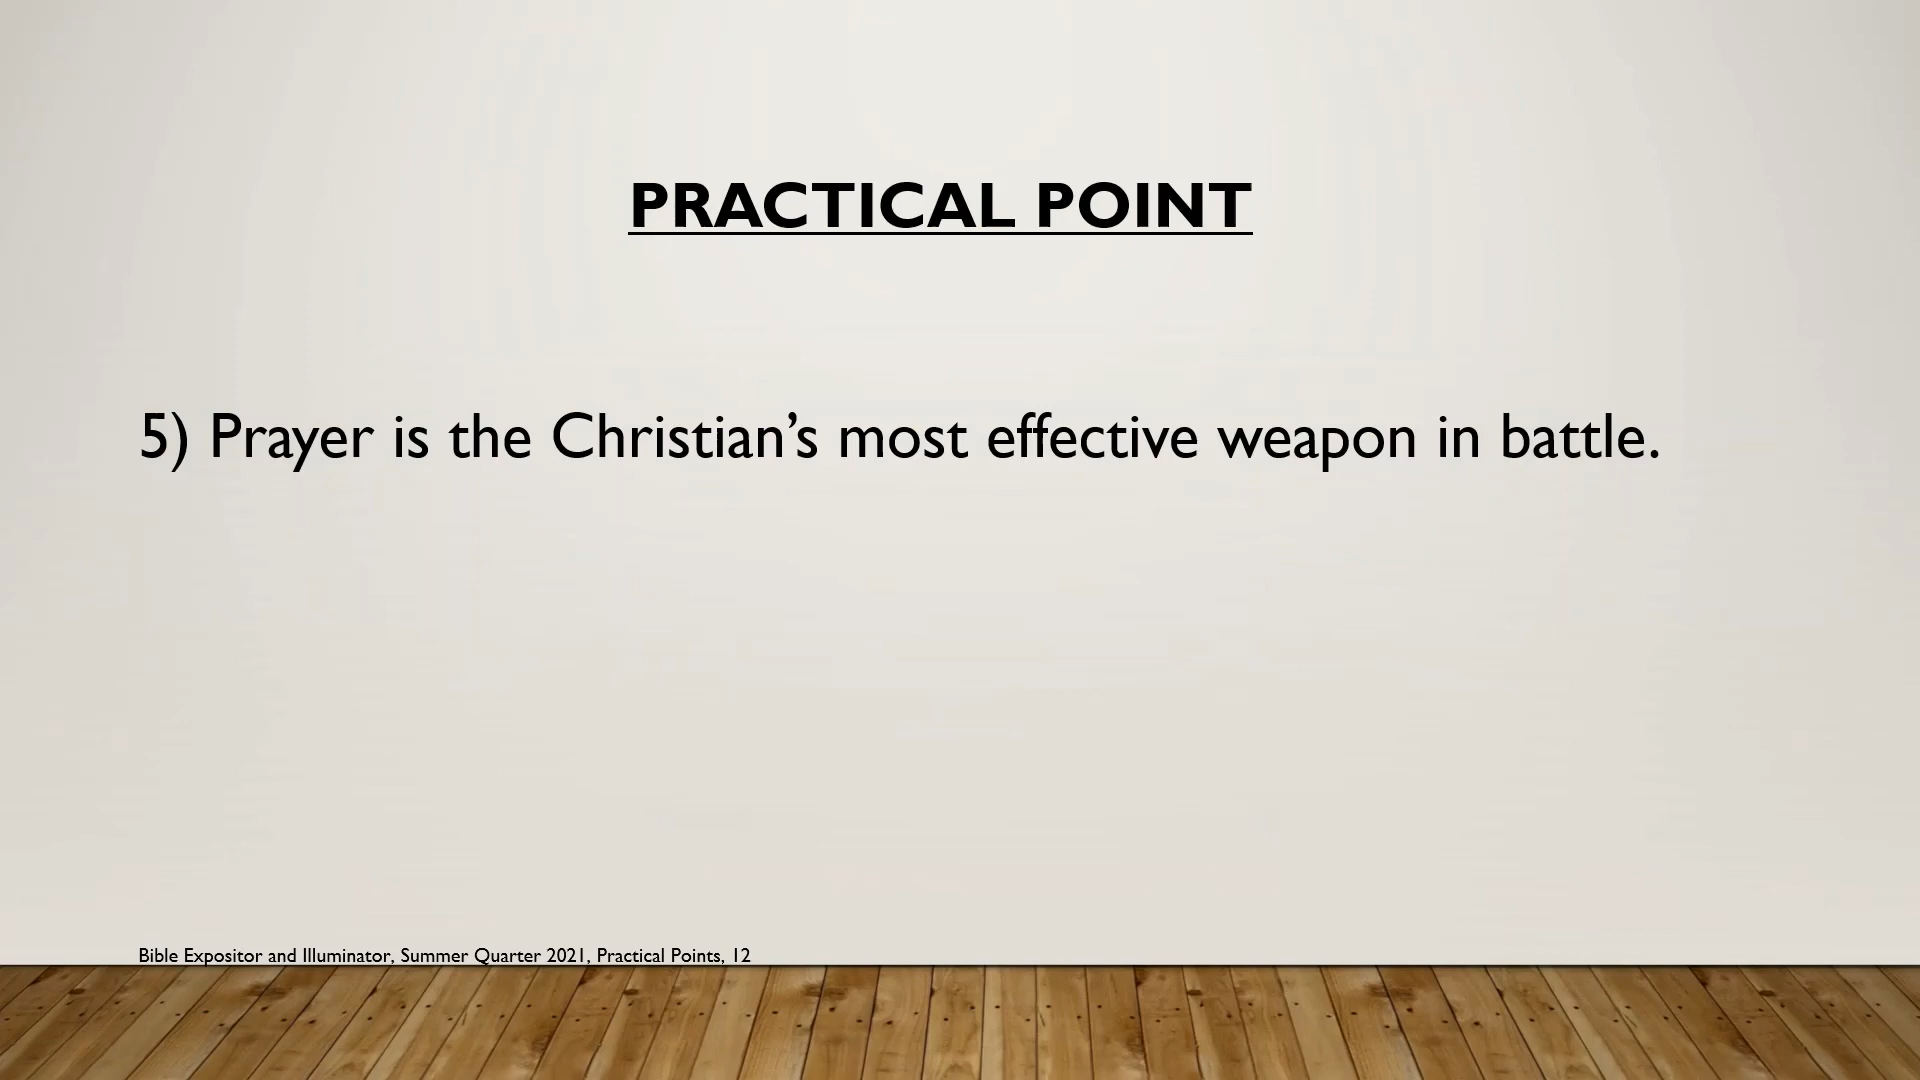 PRACTICAL POINT
5) Prayer is the Christian’s most effective weapon in battle.
Bible Expositor and Illuminator, Summer Quarter 2021, Practical Points, 12